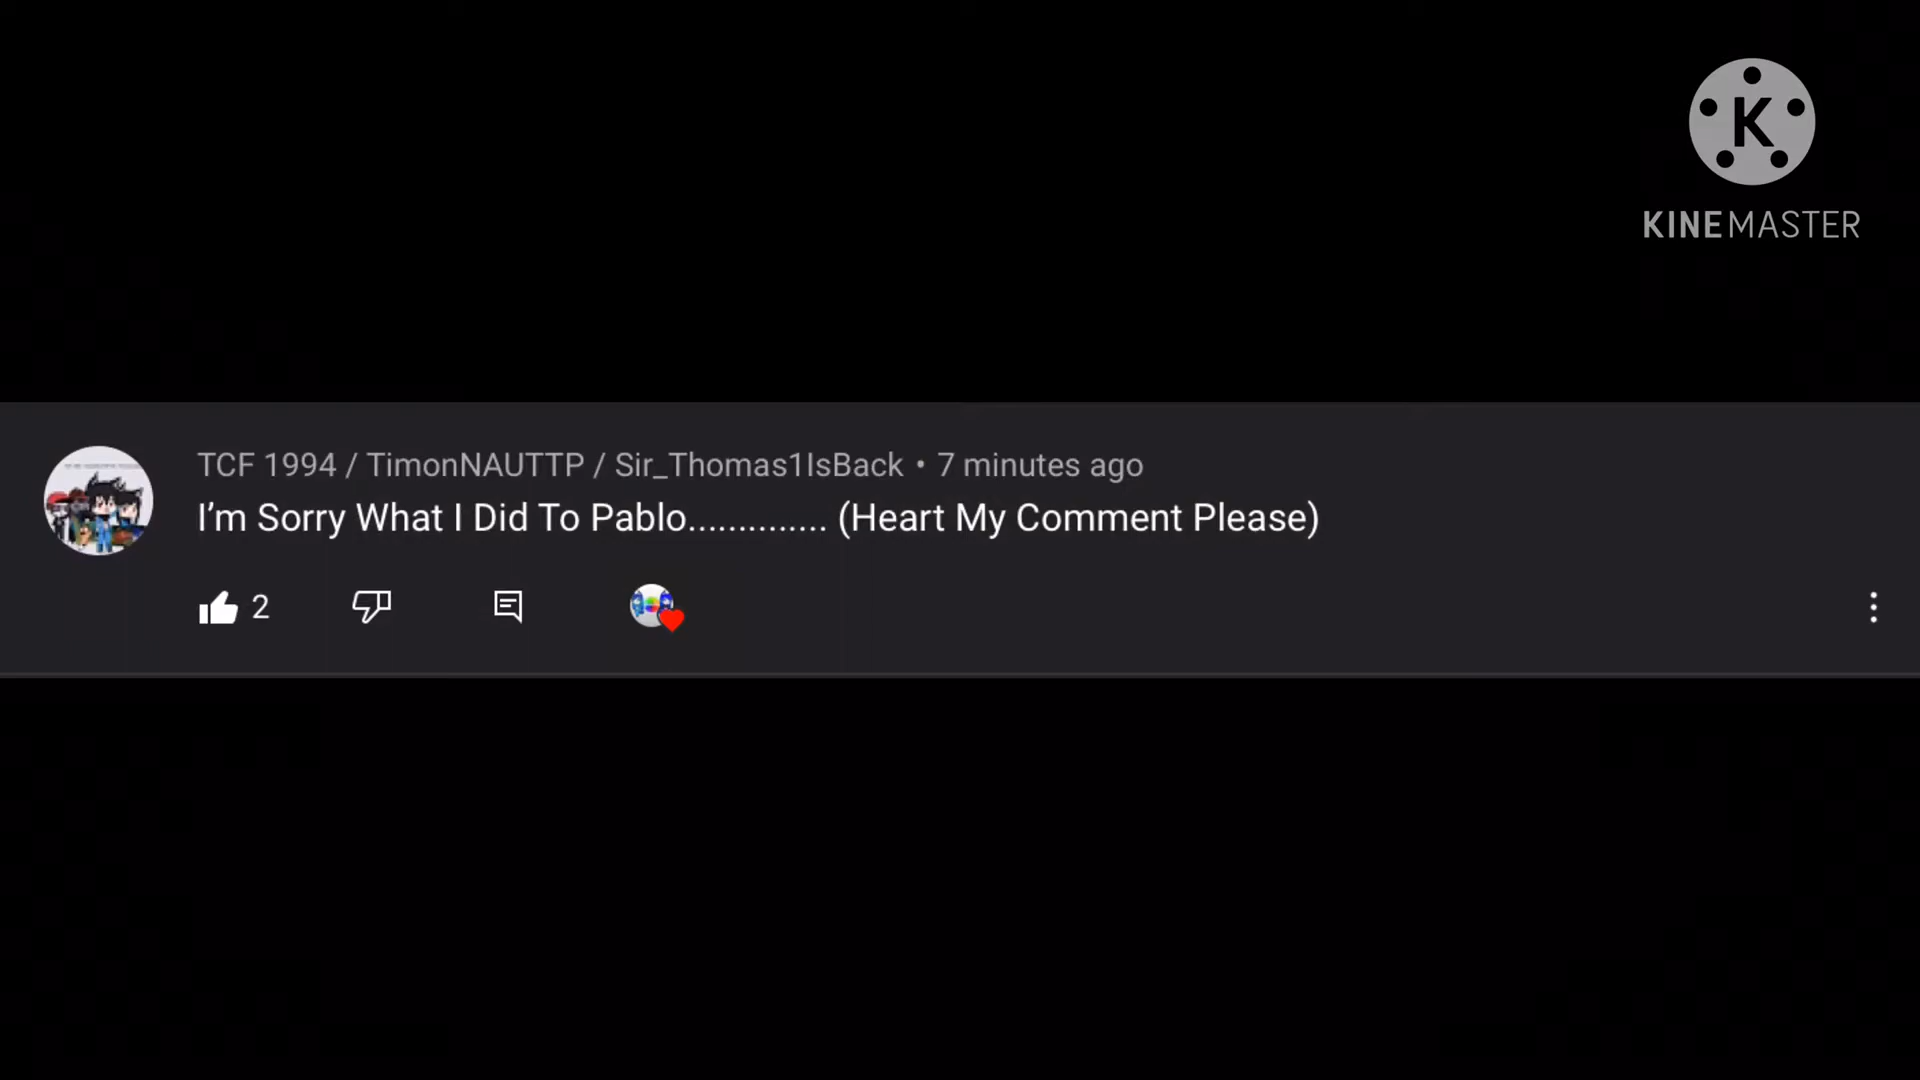 K
KINEMASTER
TCF 1994 / TimonNAUTTP / Sir_Thomas1IsBack • 7 minutes ago
I’m Sorry What I Did To Pablo.............. (Heart My Comment Please)
2